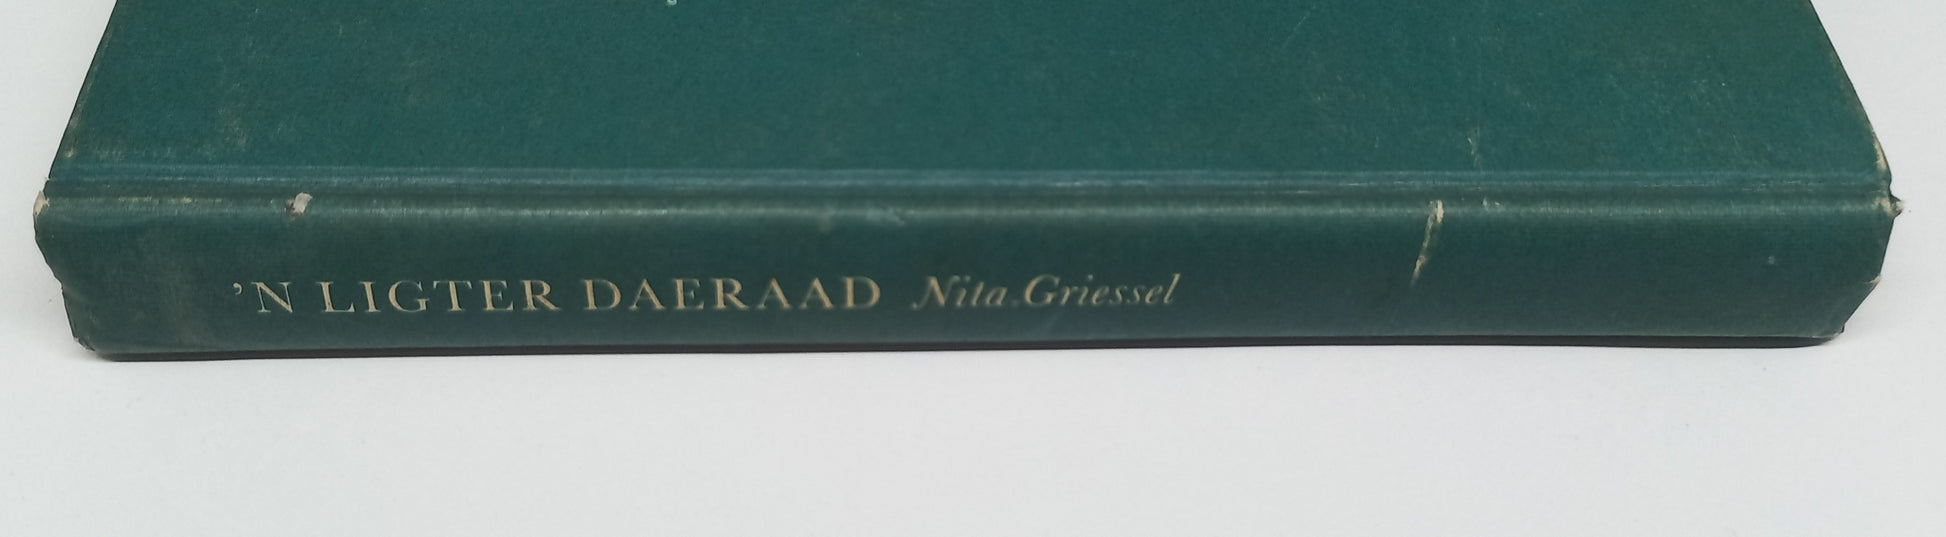 ’N LIGTER DAERAAD Nita Griessel